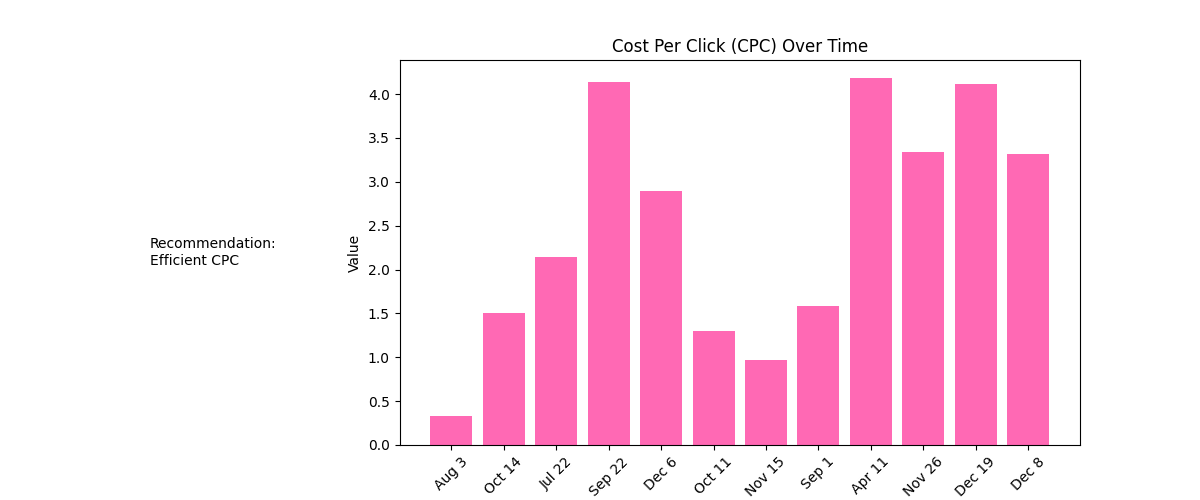 Cost Per Click (CPC) Over Time
Recommendation:
Efficient CPC
Value
4.0
3.5
3.0
2.5
2.0
1.5
1.0
0.5
0.0
Aug 3
Oct 14
Jul 22
Sep 22
Dec 6
Oct 11
Nov 15
Sep 1
Apr 11
Nov 26
Dec 19
Dec 8